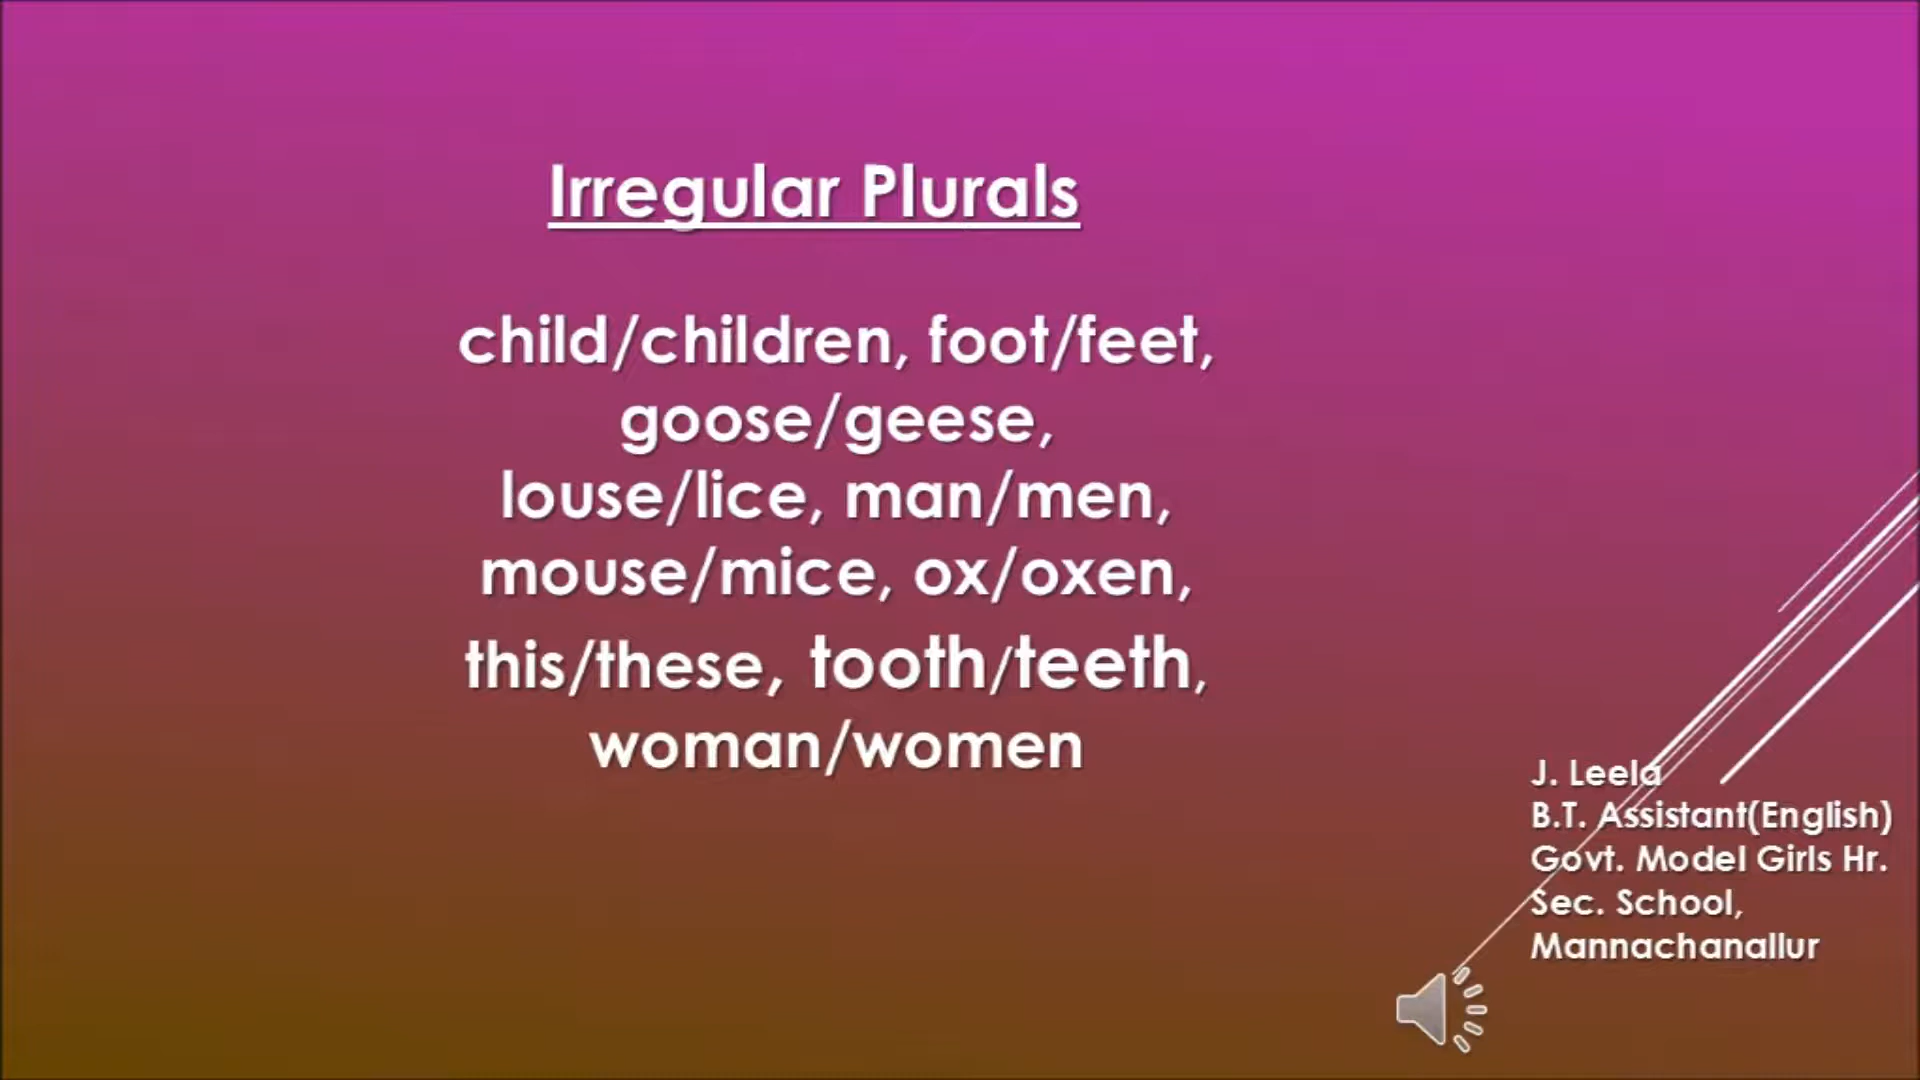 Irregular Plurals
child/children, foot/feet,
goose/geese,
louse/lice, man/men,
mouse/mice, ox/oxen,
this/these, tooth/teeth,
woman/women
J. Leela
B.T. Assistant(English)
Govt. Model Girls Hr.
Sec. School,
Mannachanallur